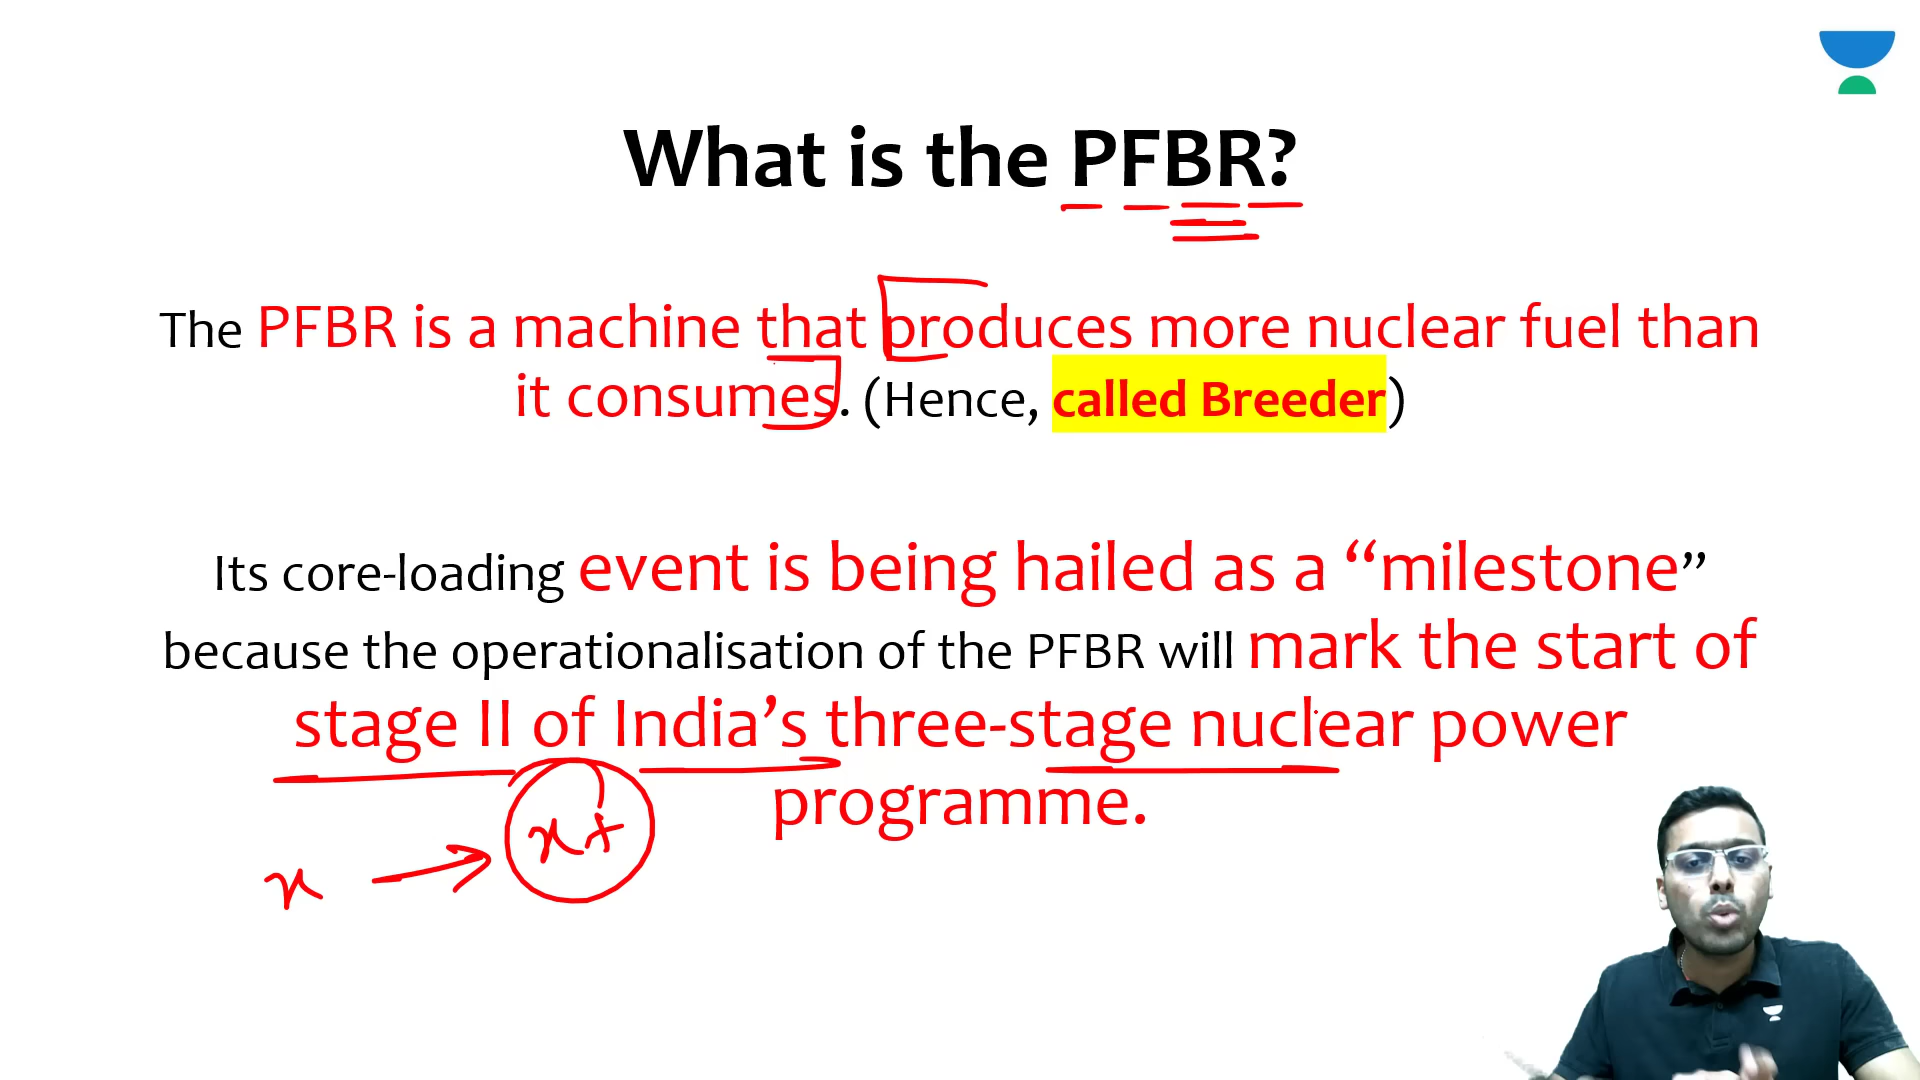 What is the PFBR?
The PFBR is a machine that produces more nuclear fuel than
it consumes. (Hence, called Breeder)
Its core-loading event is being hailed as a “milestone”
because the operationalisation of the PFBR will mark the start of
stage II of India’s three-stage nuclear power
programme.
x → x+